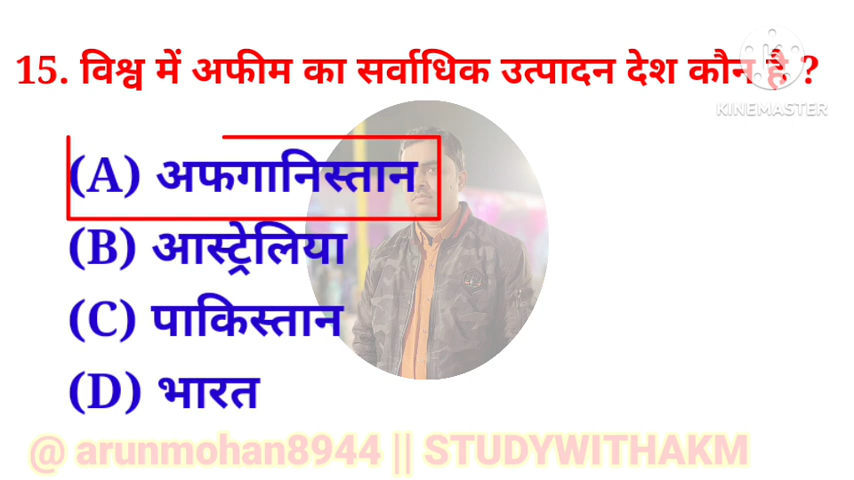 15. विश्व में अफीम का सर्वाधिक उत्पादन देश कौन है ?
KINEMASTER
(A) अफगानिस्तान
(B) आस्ट्रेलिया
(C) पाकिस्तान
(D) भारत
@ arunmohan8944 || STUDYWITHAKM